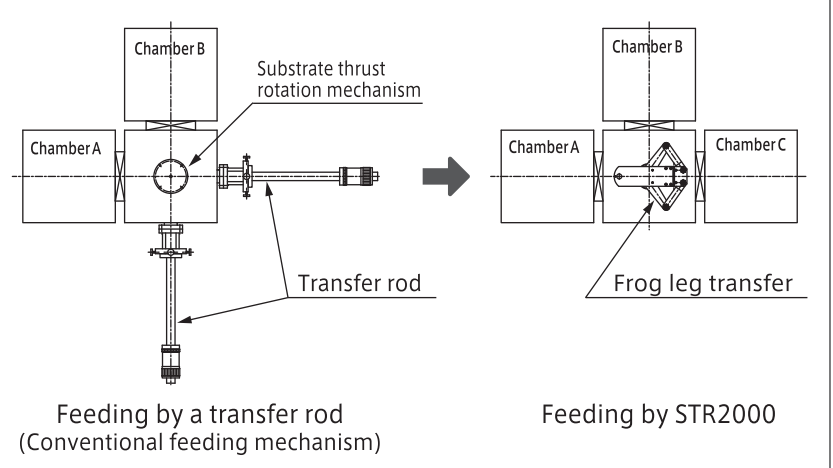 Chamber B
Substrate thrust
rotation mechanism
Chamber A
Transfer rod
Feeding by a transfer rod
(Conventional feeding mechanism)
Chamber B
Chamber A
Chamber C
Frog leg transfer
Feeding by STR2000